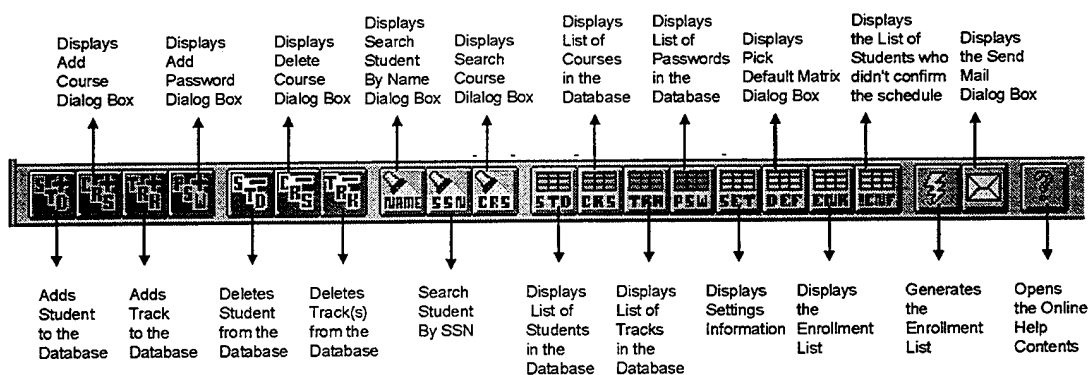 Displays
Add
Course
Dialog Box
Displays
Add
Password
Dialog Box
Displays
Delete
Course
Dialog Box
Displays
Search
Student
By Name
Dialog Box
Displays
Search
Course
Dilalog Box
Displays
List of
Courses
in the
Database
Displays
List of
Passwords
in the
Database
Displays
Pick
Default Matrix
Dialog Box
Displays
the List of
Students who
didn't confirm
the schedule
Displays
the Send
Mail
Dialog Box
NAME
SSN
CRS
STD
CRS
TRK
PSW
SET
DEF
ENR
!CNF
?
Adds
Student
to the
Database
Adds
Track
to the
Database
Deletes
Student
from the
Database
Deletes
Track(s)
from the
Database
Search
Student
By SSN
Displays
List of
Students
in the
Database
Displays
List of
Tracks
in the
Database
Displays
Settings
Information
Displays
the
Enrollment
List
Generates
the
Enrollment
List
Opens
the Online
Help
Contents